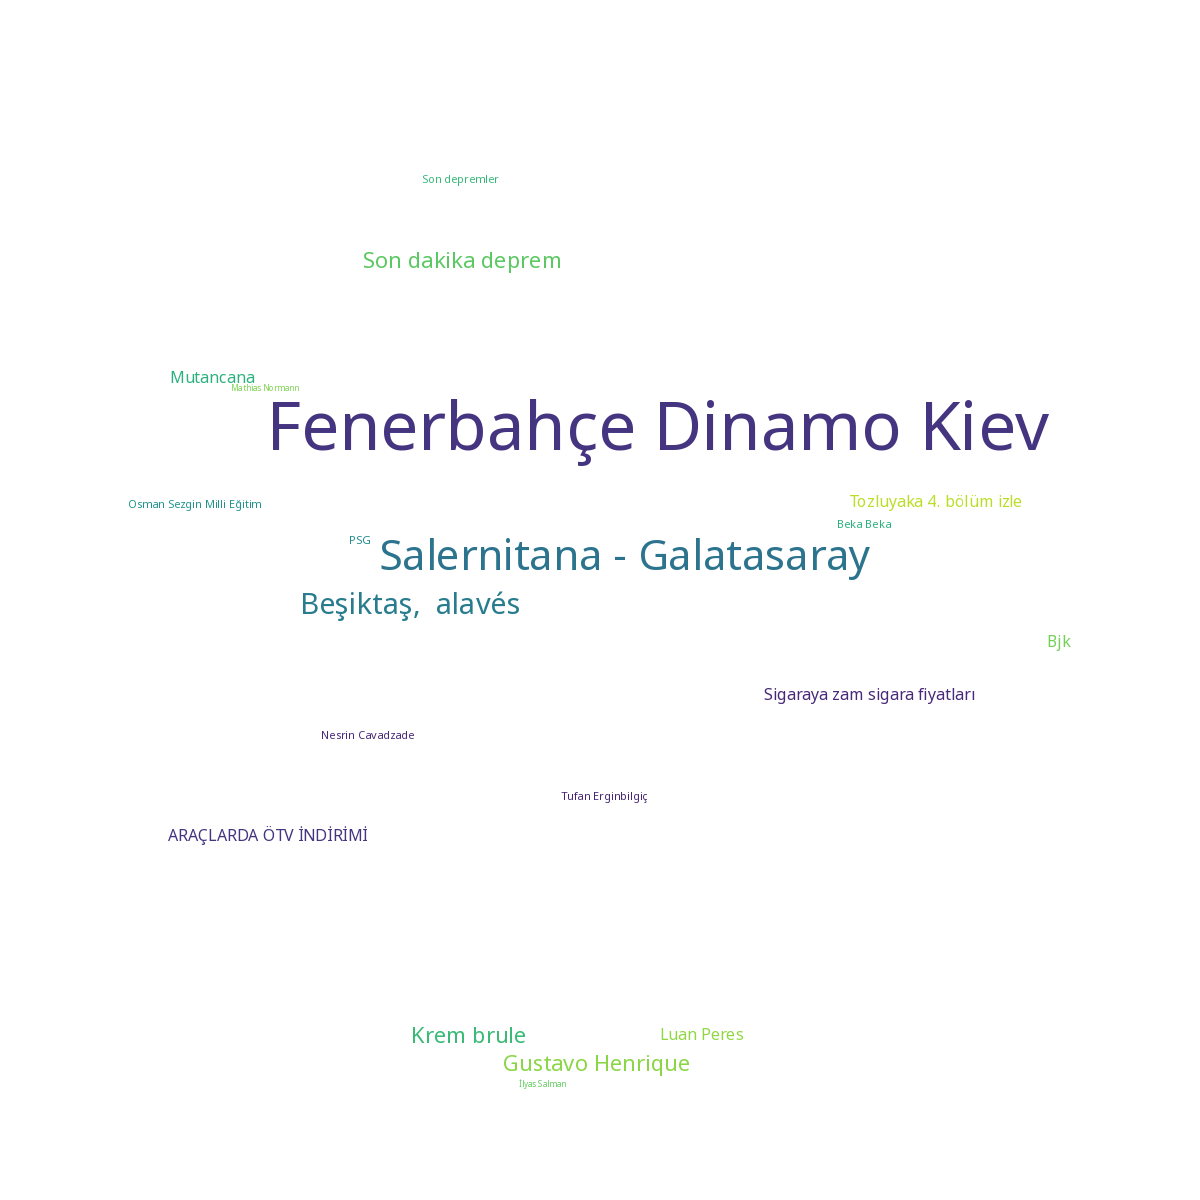 Son depremler
Son dakika deprem
Mutancana
Mathias Normann
Fenerbahçe Dinamo Kiev
Tozluyaka 4. bölüm izle
Osman Sezgin Milli Eğitim
Beka Beka
PSG
Salernitana - Galatasaray
Beşiktaş, alavés
Bjk
Sigaraya zam sigara fiyatları
Nesrin Cavadzade
Tufan Erginbilgiç
ARAÇLARDA ÖTV İNDİRİMİ
Krem brule
Luan Peres
Gustavo Henrique
Ilyas Salman